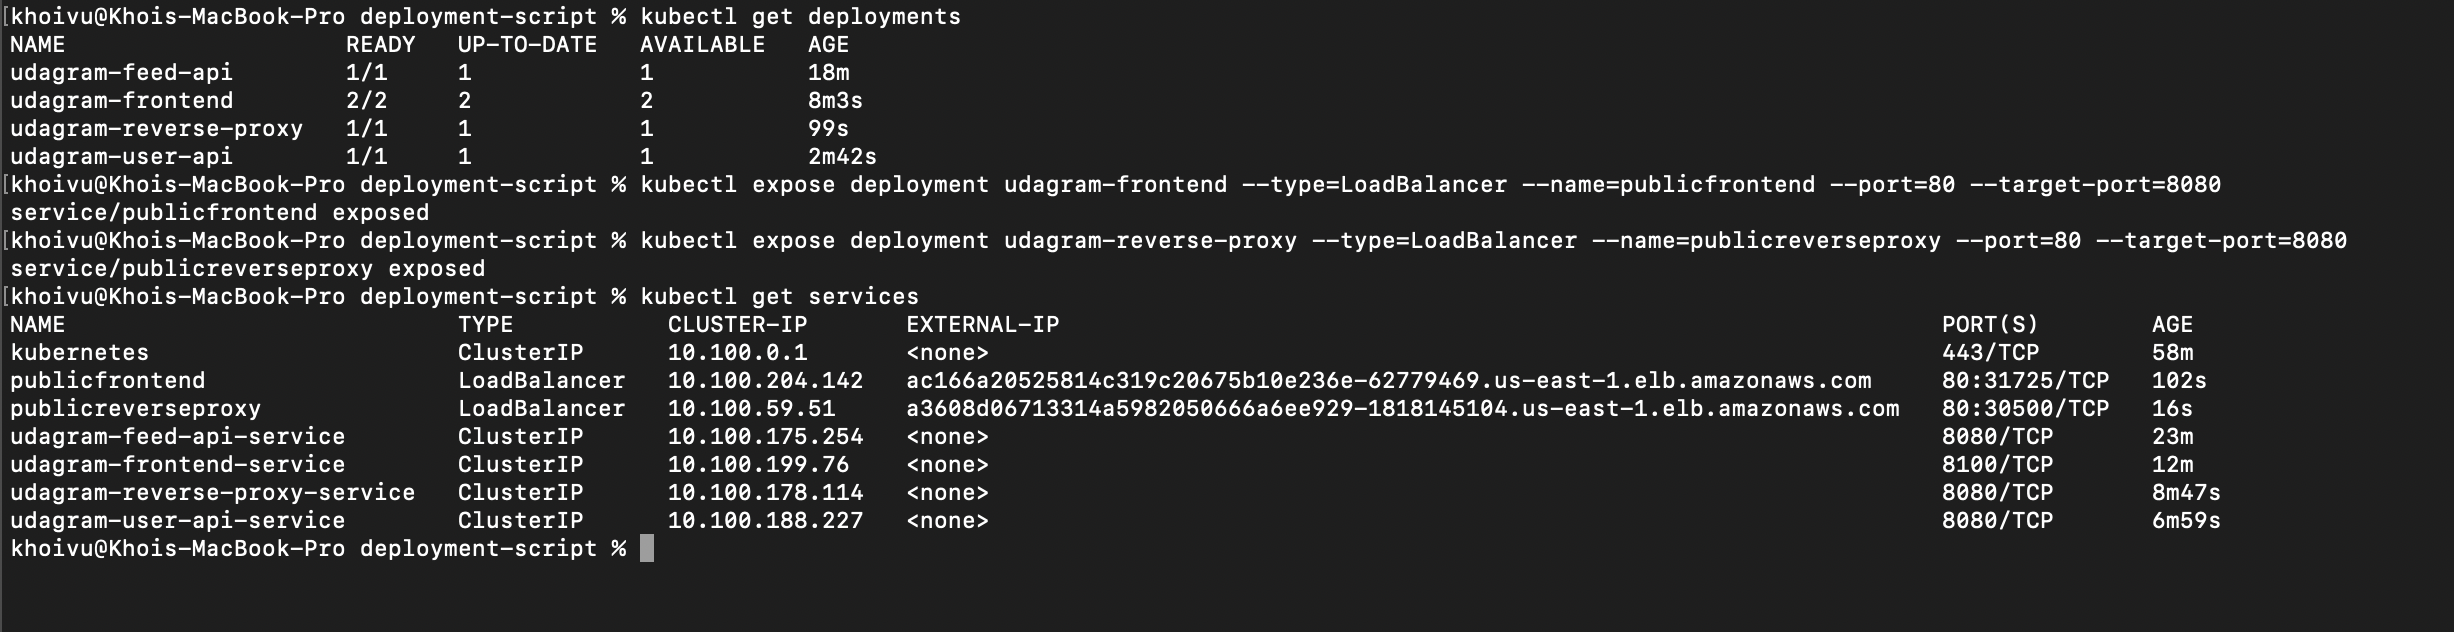 [khoivu@Khois-MacBook-Pro deployment-script % kubectl get deployments
NAME READY UP-TO-DATE AVAILABLE AGE
udagram-feed-api 1/1 1 1 18m
udagram-frontend 2/2 2 2 8m3s
udagram-reverse-proxy 1/1 1 1 99s
udagram-user-api 1/1 1 1 2m42s
[khoivu@Khois-MacBook-Pro deployment-script % kubectl expose deployment udagram-frontend --type=LoadBalancer --name=publicfrontend --port=80 --target-port=8080
service/publicfrontend exposed
[khoivu@Khois-MacBook-Pro deployment-script % kubectl expose deployment udagram-reverse-proxy --type=LoadBalancer --name=publicreverseproxy --port=80 --target-port=8080
service/publicreverseproxy exposed
[khoivu@Khois-MacBook-Pro deployment-script % kubectl get services
NAME TYPE CLUSTER-IP EXTERNAL-IP PORT(S) AGE
kubernetes ClusterIP 10.100.0.1 <none> 443/TCP 58m
publicfrontend LoadBalancer 10.100.204.142 ac166a20525814c319c20675b10e236e-62779469.us-east-1.elb.amazonaws.com 80:31725/TCP 102s
publicreverseproxy LoadBalancer 10.100.59.51 a3608d06713314a5982050666a6ee929-1818145104.us-east-1.elb.amazonaws.com 80:30500/TCP 16s
udagram-feed-api-service ClusterIP 10.100.175.254 <none> 8080/TCP 23m
udagram-frontend-service ClusterIP 10.100.199.76 <none> 8100/TCP 12m
udagram-reverse-proxy-service ClusterIP 10.100.178.114 <none> 8080/TCP 8m47s
udagram-user-api-service ClusterIP 10.100.188.227 <none> 8080/TCP 6m59s
khoivu@Khois-MacBook-Pro deployment-script %